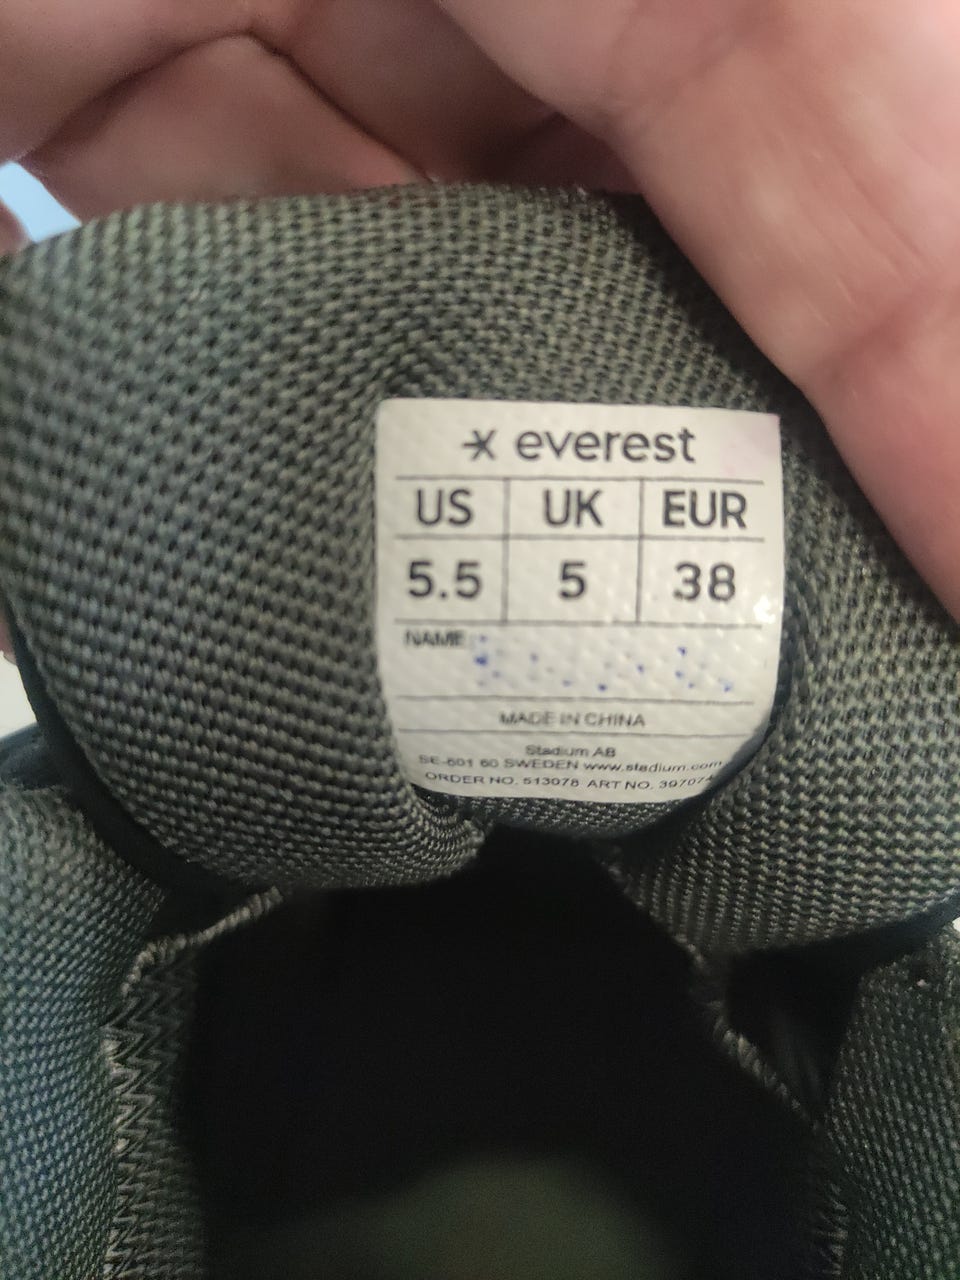 everest
US UK EUR
5.5 5 38
NAME:
MADE IN CHINA
Stadium AB
SE-601 60 SWEDEN www.stadium.com
ORDER NO. 513078 ART NO. 397074